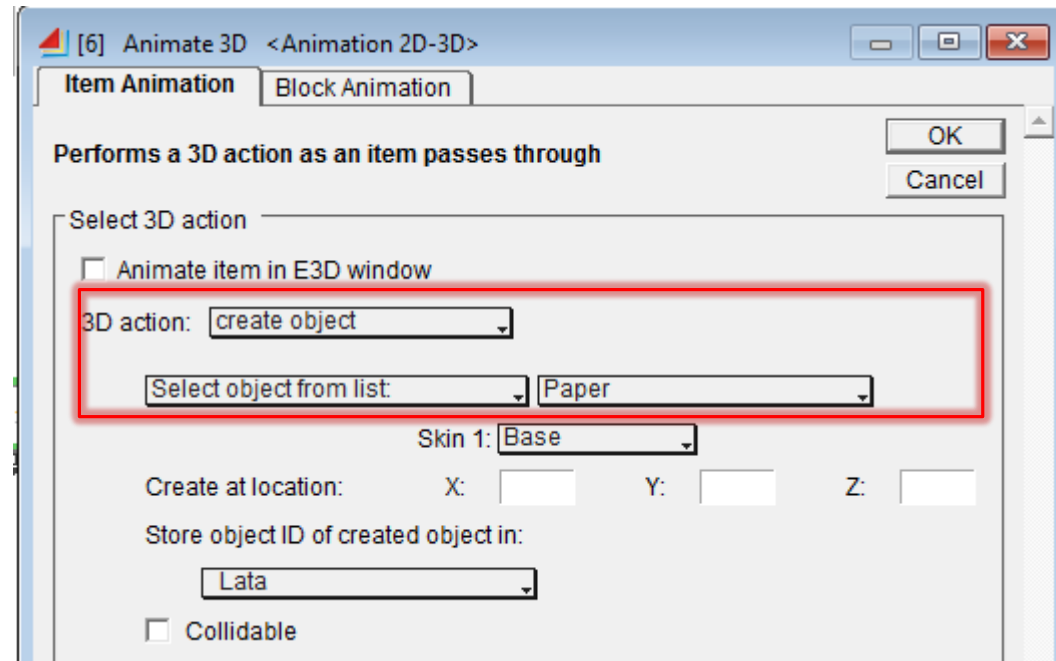 [6] Animate 3D <Animation 2D-3D>
Item Animation Block Animation
OK
Performs a 3D action as an item passes through
Cancel
Select 3D action
Animate item in E3D window
3D action: create object
Select object from list: Paper
Skin 1: Base
Create at location: X: Y: Z:
Store object ID of created object in:
Lata
Collidable